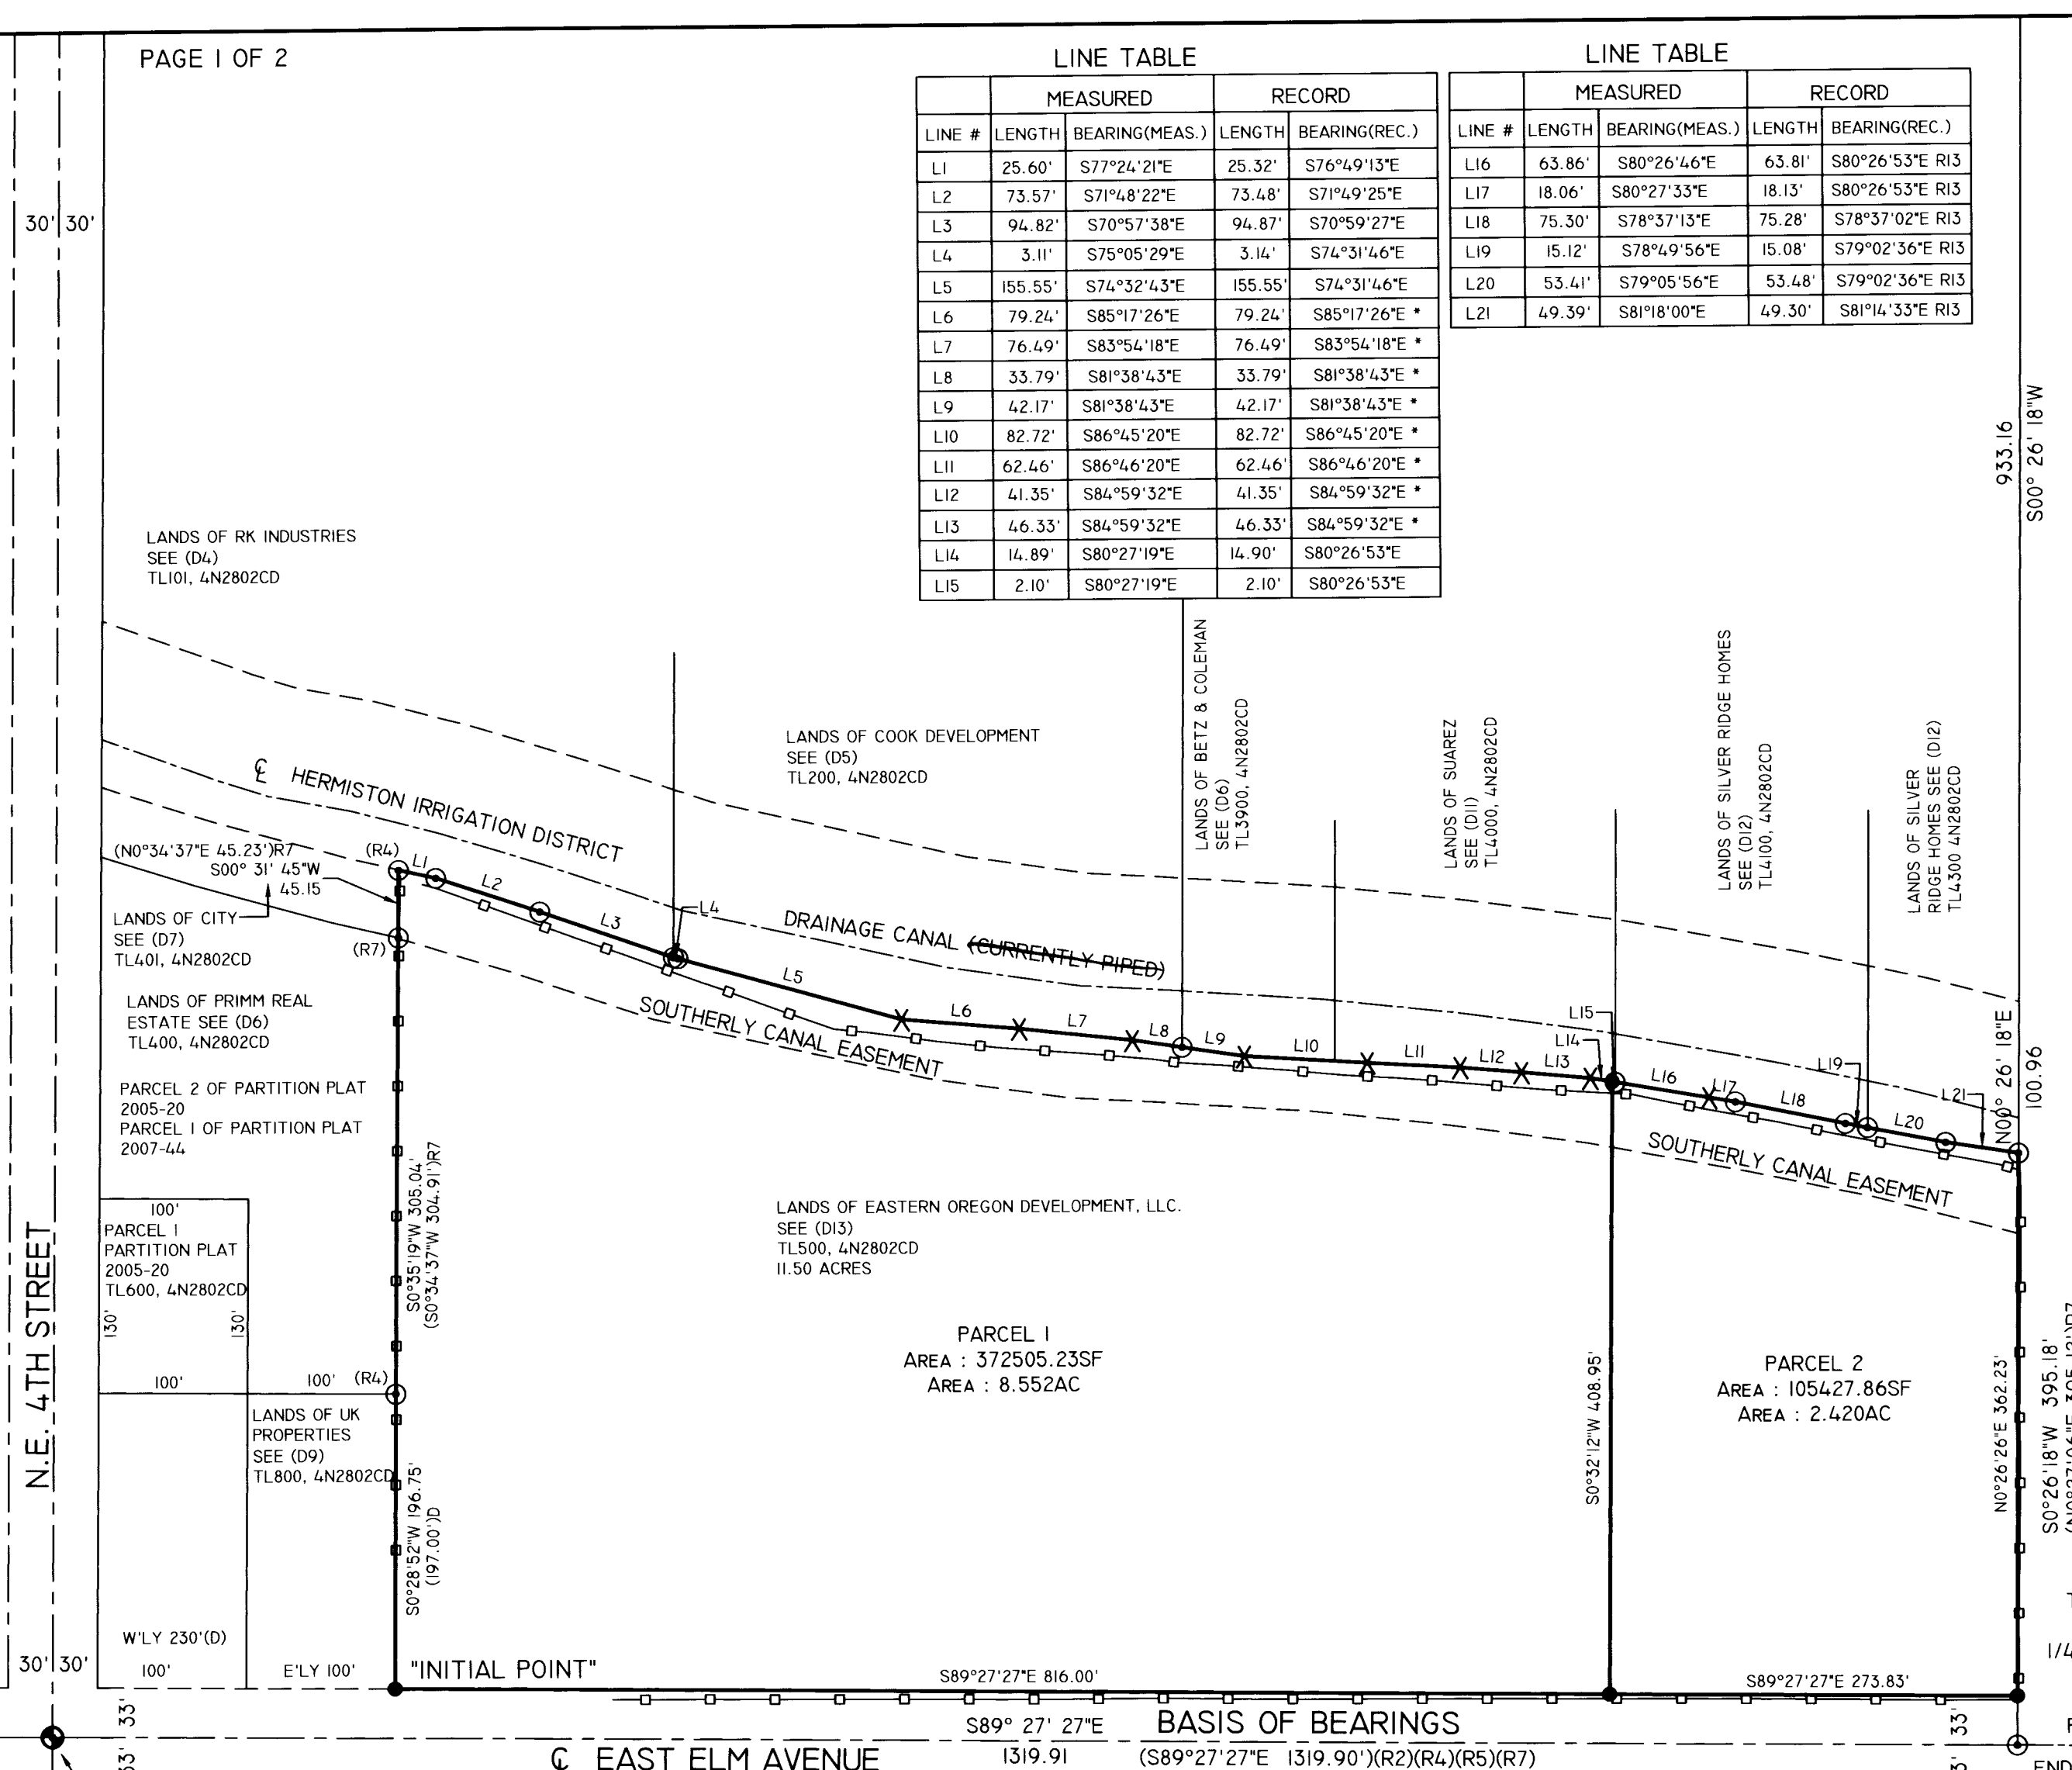 PAGE 1 OF 2
LINE TABLE
MEASURED RECORD
LINE # LENGTH BEARING(MEAS.) LENGTH BEARING(REC.)
L1 25.60' S77°24'21"E 25.32' S76°49'13"E
L2 73.57' S71°48'22"E 73.48' S71°49'25"E
L3 94.82' S70°57'38"E 94.87' S70°59'27"E
L4 3.11' S75°05'29"E 3.14' S74°31'46"E
L5 155.55' S74°32'43"E 155.55' S74°31'46"E
L6 79.24' S85°17'26"E 79.24' S85°17'26"E *
L7 76.49' S83°54'18"E 76.49' S83°54'18"E *
L8 33.79' S81°38'43"E 33.79' S81°38'43"E *
L9 42.17' S81°38'43"E 42.17' S81°38'43"E *
L10 82.72' S86°45'20"E 82.72' S86°45'20"E *
L11 62.46' S86°46'20"E 62.46' S86°46'20"E *
L12 41.35' S84°59'32"E 41.35' S84°59'32"E *
L13 46.33' S84°59'32"E 46.33' S84°59'32"E *
L14 14.89' S80°27'19"E 14.90' S80°26'53"E
L15 2.10' S80°27'19"E 2.10' S80°26'53"E
LINE TABLE
MEASURED RECORD
LINE # LENGTH BEARING(MEAS.) LENGTH BEARING(REC.)
L16 63.86' S80°26'46"E 63.81' S80°26'53"E R13
L17 18.06' S80°27'33"E 18.13' S80°26'53"E R13
L18 75.30' S78°37'13"E 75.28' S78°37'02"E R13
L19 15.12' S78°49'56"E 15.08' S79°02'36"E R13
L20 53.41' S79°05'56"E 53.48' S79°02'36"E R13
L21 49.39' S81°18'00"E 49.30' S81°14'33"E R13
30' 30'
933.16
S00° 26' 18"W
LANDS OF RK INDUSTRIES
SEE (D4)
TL101, 4N2802CD
LANDS OF COOK DEVELOPMENT
SEE (D5)
TL200, 4N2802CD
LANDS OF BETZ & COLEMAN
SEE (D6)
TL3900, 4N2802CD
LANDS OF SUAREZ
SEE (D11)
TL4000, 4N2802CD
LANDS OF SILVER RIDGE HOMES
SEE (D12)
TL4100, 4N2802CD
LANDS OF SILVER
RIDGE HOMES SEE (D12)
TL4300 4N2802CD
℄ HERMISTON IRRIGATION DISTRICT
DRAINAGE CANAL (CURRENTLY PIPED)
(N0°34'37"E 45.23')R7
S00° 31' 45"W
45.15
(R4)
(R7)
L1
L2
L3
L4
L5
L6
L7
L8
L9
L10
L11
L12
L13
L14
L15
L16
L17
L18
L19
L20
L21
SOUTHERLY CANAL EASEMENT
SOUTHERLY CANAL EASEMENT
N00° 26' 18"E
100.96
LANDS OF CITY
SEE (D7)
TL401, 4N2802CD
LANDS OF PRIMM REAL
ESTATE SEE (D6)
TL400, 4N2802CD
PARCEL 2 OF PARTITION PLAT
2005-20
PARCEL 1 OF PARTITION PLAT
2007-44
S0°35'19"W 305.04'
(S0°34'37"W 304.91')R7
100'
PARCEL 1
PARTITION PLAT
2005-20
TL600, 4N2802CD
130' 130'
100' 100' (R4)
LANDS OF UK
PROPERTIES
SEE (D9)
TL800, 4N2802CD
S0°28'52"W 196.75'
(197.00')D
LANDS OF EASTERN OREGON DEVELOPMENT, LLC.
SEE (D13)
TL500, 4N2802CD
11.50 ACRES
PARCEL 1
AREA : 372505.23SF
AREA : 8.552AC
S0°32'12"W 408.95'
PARCEL 2
AREA : 105427.86SF
AREA : 2.420AC
N0°26'26"E 362.23'
S0°26'18"W 395.18'
N.E. 4TH STREET
W'LY 230'(D)
30' 30'
100' E'LY 100'
"INITIAL POINT"
S89°27'27"E 816.00'
S89°27'27"E 273.83'
1/4
33'
33'
S89° 27' 27"E BASIS OF BEARINGS
℄ EAST ELM AVENUE
1319.91 (S89°27'27"E 1319.90')(R2)(R4)(R5)(R7)